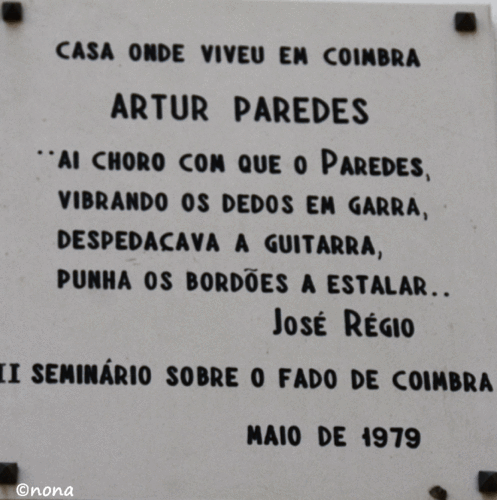 CASA ONDE VIVEU EM COIMBRA
ARTUR PAREDES
¨AI CHORO COM QUE O PAREDES,
VIBRANDO OS DEDOS EM GARRA,
DESPEDACAVA A GUITARRA,
PUNHA OS BORDÕES A ESTALAR..
JOSÉ RÉGIO
II SEMINÁRIO SOBRE O FADO DE COIMBRA
MAIO DE 1979
©nona